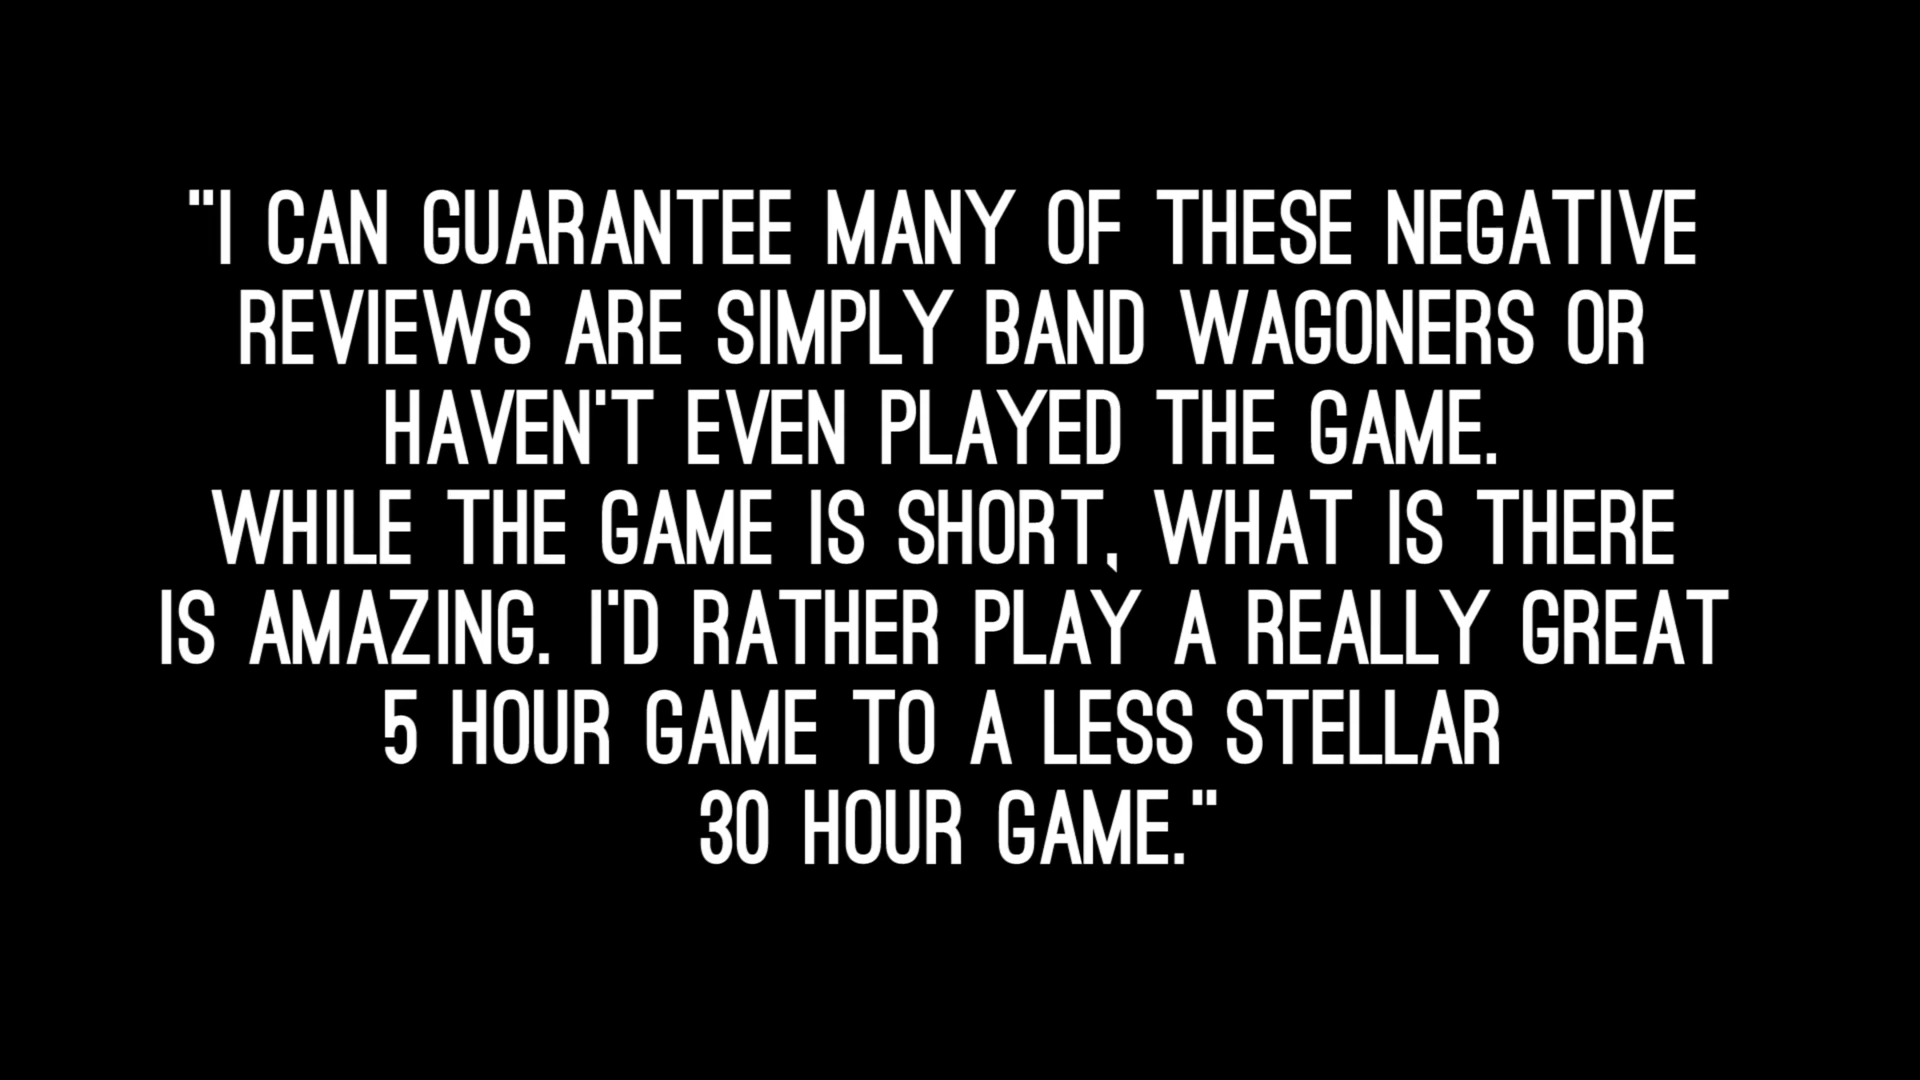 "I CAN GUARANTEE MANY OF THESE NEGATIVE
REVIEWS ARE SIMPLY BAND WAGONERS OR
HAVEN'T EVEN PLAYED THE GAME.
WHILE THE GAME IS SHORT, WHAT IS THERE
IS AMAZING. I'D RATHER PLAY A REALLY GREAT
5 HOUR GAME TO A LESS STELLAR
30 HOUR GAME."